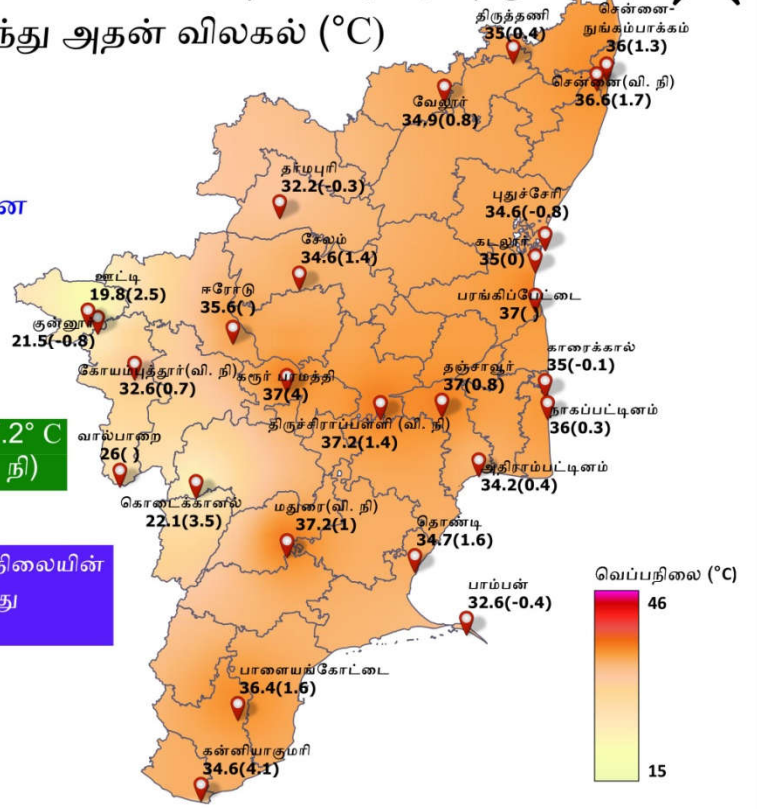 ந்து அதன் விலகல் (°C)
திருத்தணி
35(0.4)
சென்னை-
நுங்கம்பாக்கம்
36(1.3)
சென்னை(வி. நி)
36.6(1.7)
வேலூர்
34.9(0.8)
தர்மபுரி
32.2(-0.3)
ன
புதுச்சேரி
34.6(-0.8)
சேலம்
34.6(1.4)
கடலூர்
35(0)
ஊட்டி
19.8(2.5)
ஈரோடு
35.6( )
பரங்கிப்பேட்டை
37( )
குன்னூர்
21.5(-0.8)
காரைக்கால்
35(-0.1)
கோயம்புத்தூர்(வி. நி)
32.6(0.7)
கரூர் பரமத்தி
37(4)
தஞ்சாவூர்
37(0.8)
நாகப்பட்டினம்
36(0.3)
திருச்சிராப்பள்ளி (வி. நி)
37.2(1.4)
.2° C
நி)
வால்பாறை
26( )
அதிராம்பட்டினம்
34.2(0.4)
கொடைக்கானல்
22.1(3.5)
மதுரை(வி. நி)
37.2(1)
தொண்டி
34.7(1.6)
நிலையின்
து
பாம்பன்
32.6(-0.4)
வெப்பநிலை (°C)
46
15
பாளையங்கோட்டை
36.4(1.6)
கன்னியாகுமரி
34.6(4.1)